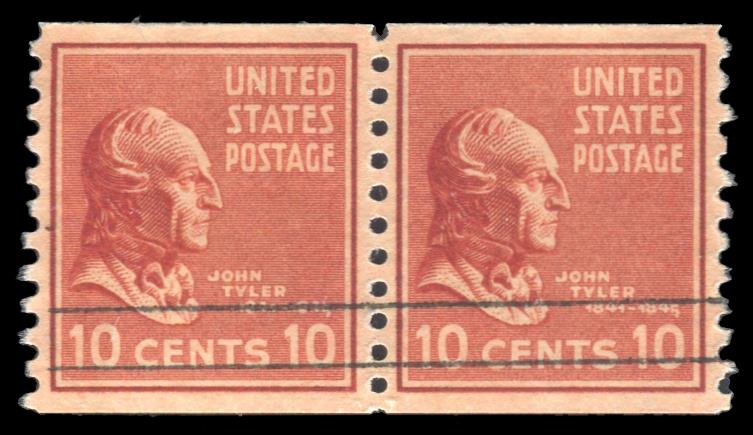 UNITED
STATES
POSTAGE
JOHN
TYLER
10 CENTS 10
UNITED
STATES
POSTAGE
JOHN
TYLER
1841-1845
10 CENTS 10